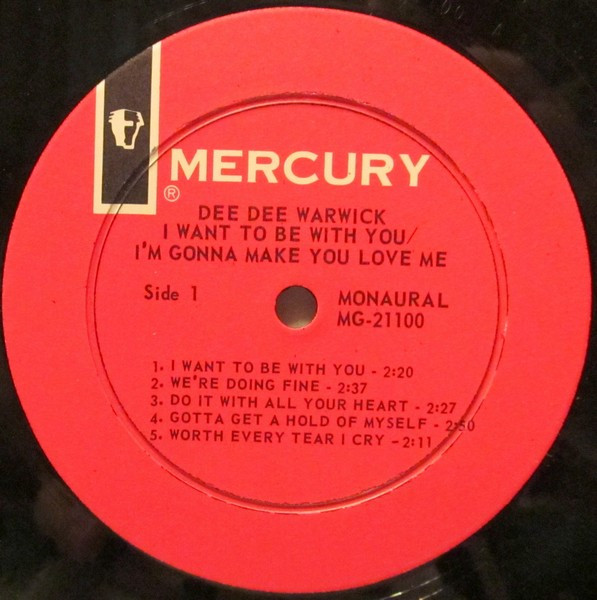 MERCURY
®
DEE DEE WARWICK
I WANT TO BE WITH YOU/
I'M GONNA MAKE YOU LOVE ME
Side 1
MONAURAL
MG-21100
1. I WANT TO BE WITH YOU - 2:20
2. WE'RE DOING FINE - 2:37
3. DO IT WITH ALL YOUR HEART - 2:27
4. GOTTA GET A HOLD OF MYSELF - 2:50
5. WORTH EVERY TEAR I CRY - 2:11